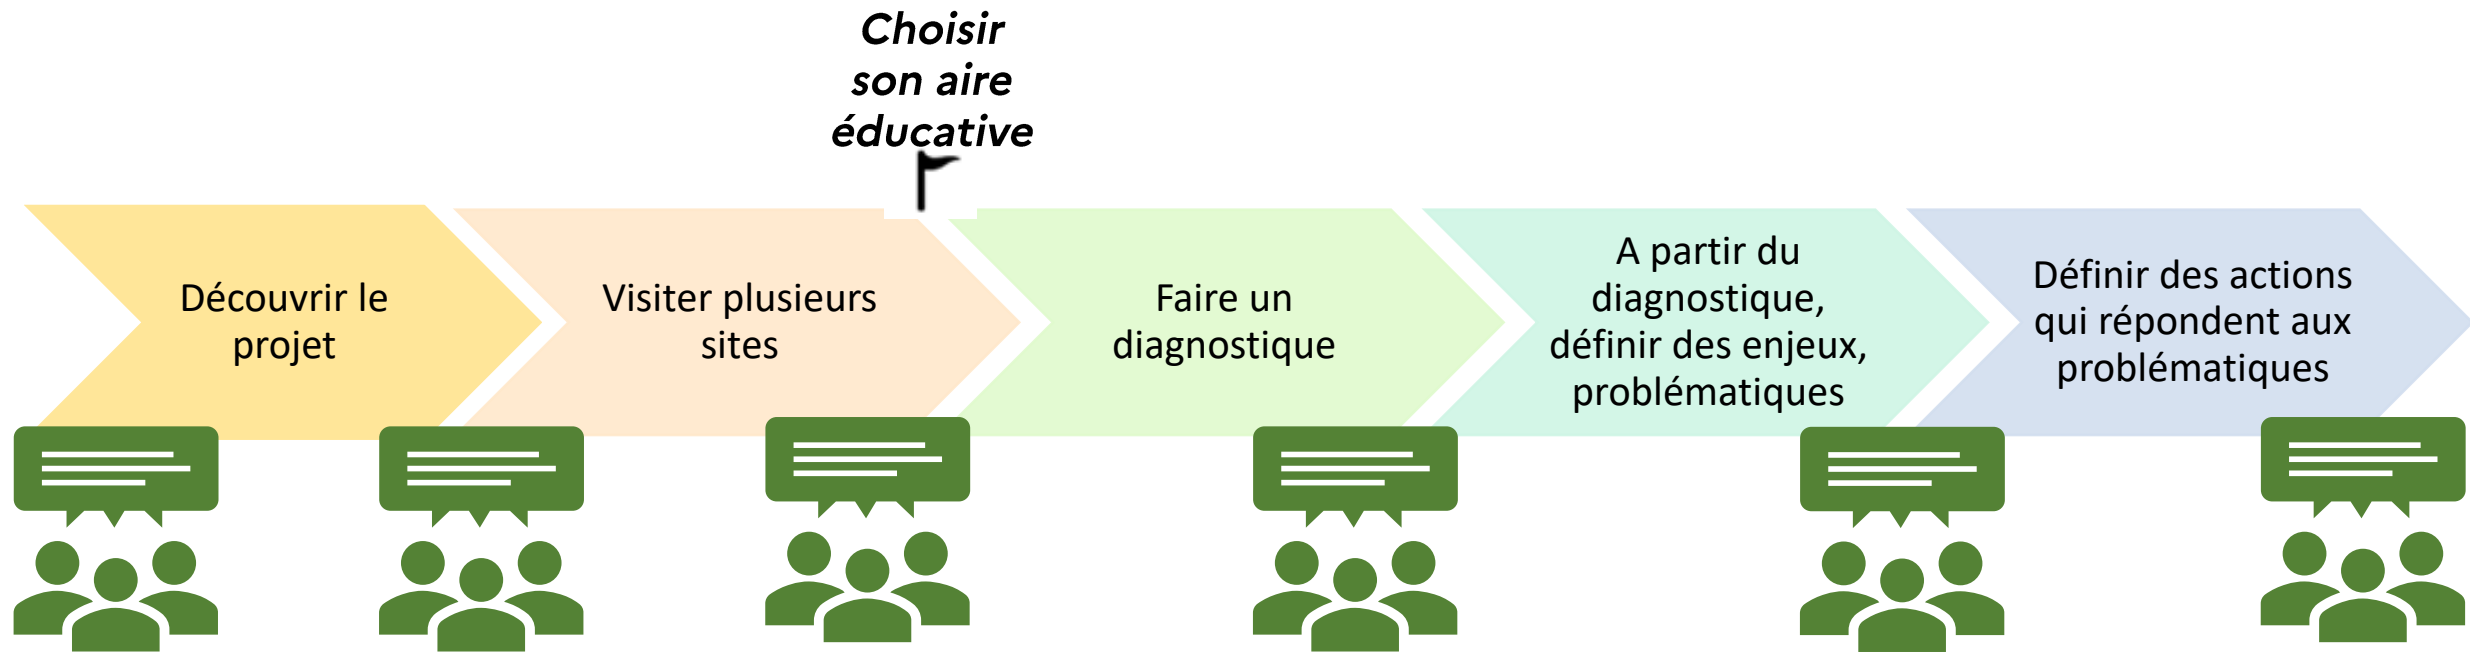 Choisir
son aire
éducative
Découvrir le
projet
Visiter plusieurs
sites
Faire un
diagnostique
A partir du
diagnostique,
définir des enjeux,
problématiques
Définir des actions
qui répondent aux
problématiques